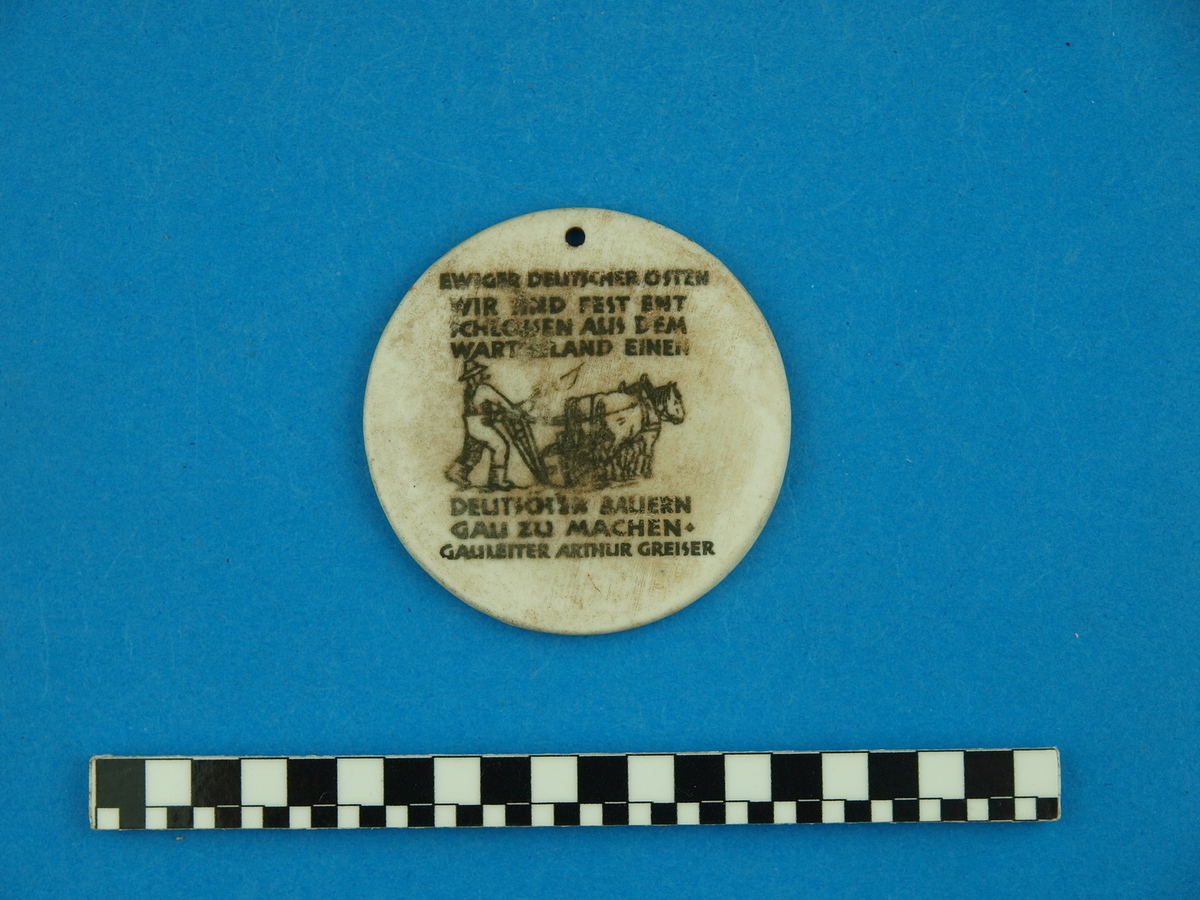 EWIGER DEUTSCHER OSTEN
WIR SIND FEST ENT
SCHLOSSEN AUS DEM
WARTHELAND EINEN
DEUTSCHEN BAUERN
GAU ZU MACHEN
GAULEITER ARTHUR GREISER